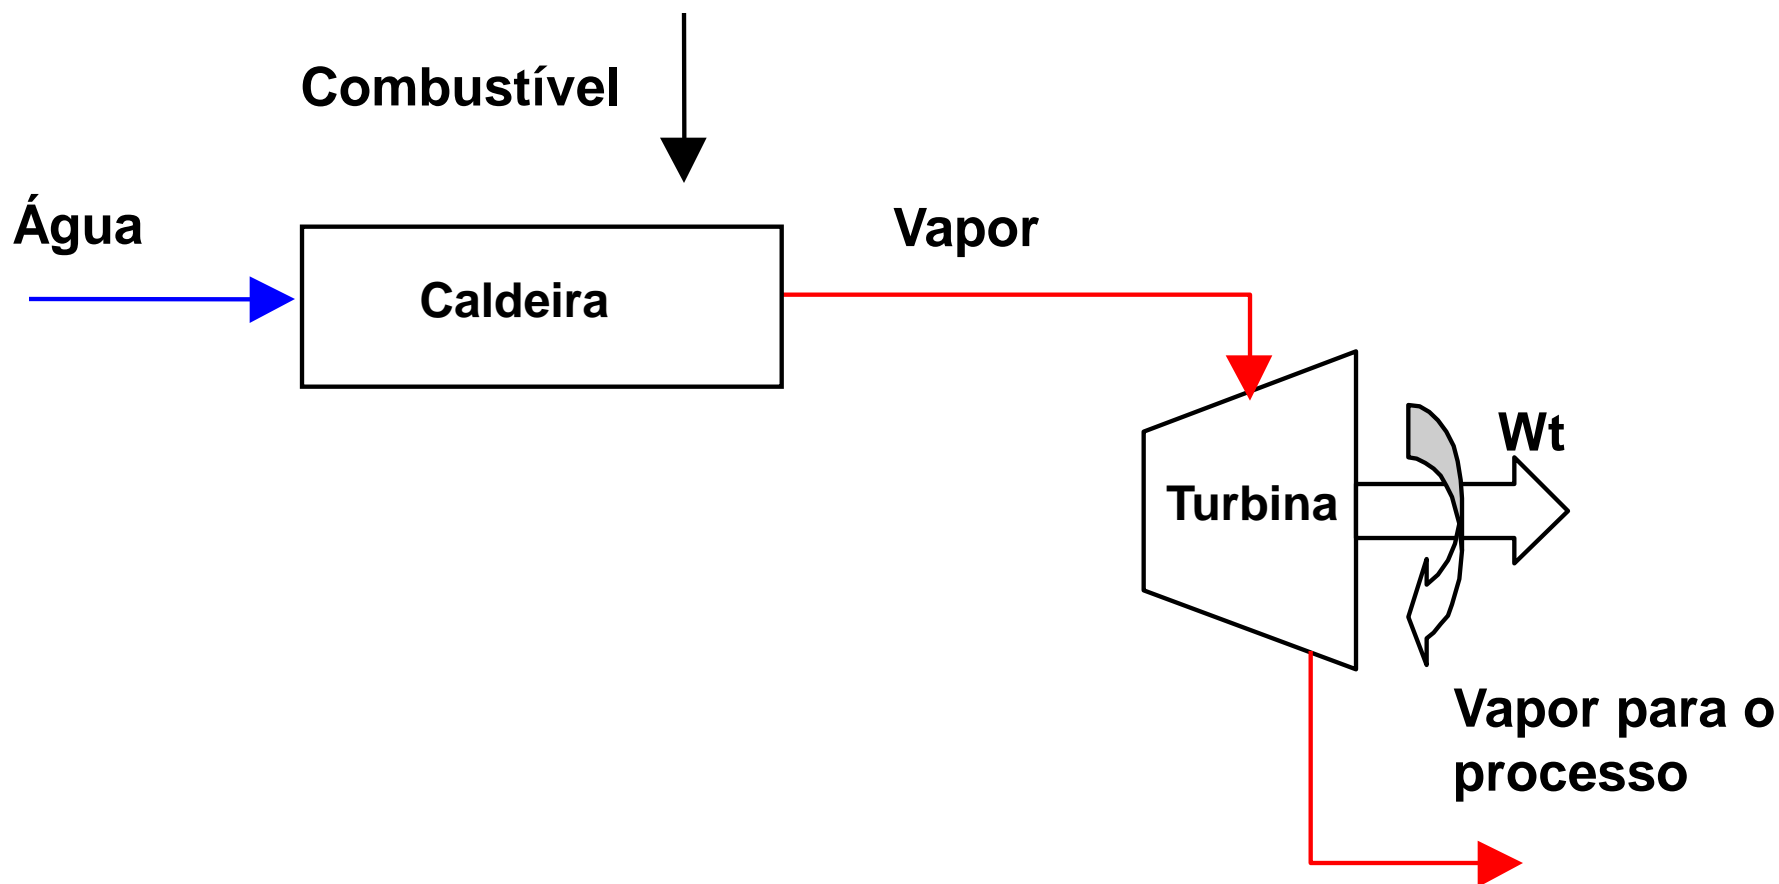 Combustível
Água
Vapor
Caldeira
Wt
Turbina
Vapor para o
processo